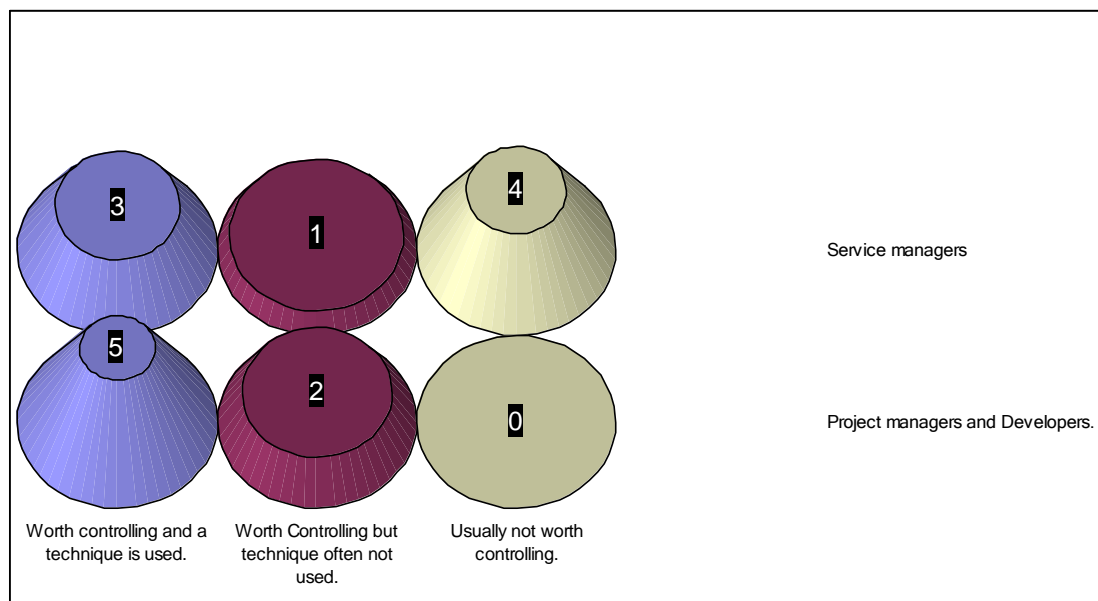 3
1
4
Service managers
5
2
0
Project managers and Developers.
Worth controlling and a
technique is used.
Worth Controlling but
technique often not
used.
Usually not worth
controlling.